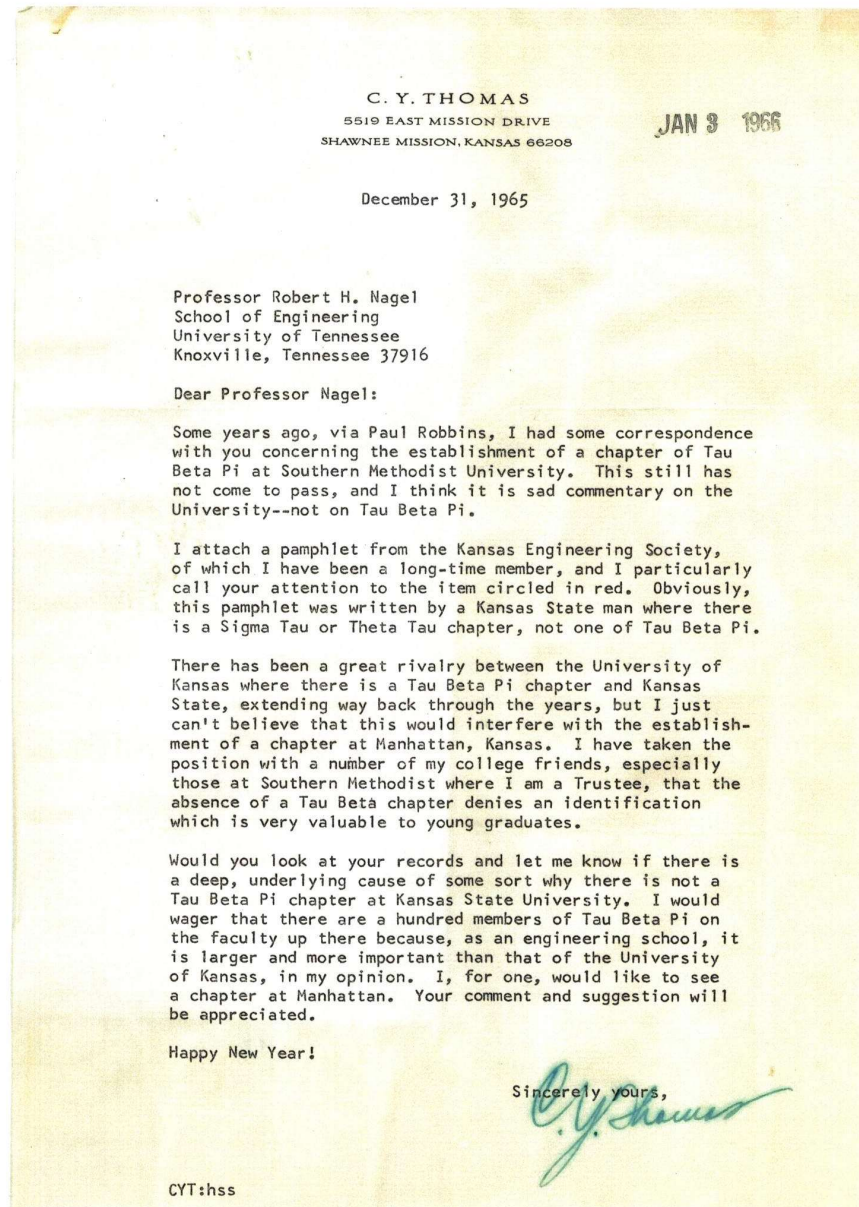 C. Y. THOMAS
5519 EAST MISSION DRIVE
SHAWNEE MISSION, KANSAS 66208
JAN 3 1966
December 31, 1965
Professor Robert H. Nagel
School of Engineering
University of Tennessee
Knoxville, Tennessee 37916
Dear Professor Nagel:
Some years ago, via Paul Robbins, I had some correspondence
with you concerning the establishment of a chapter of Tau
Beta Pi at Southern Methodist University.  This still has
not come to pass, and I think it is sad commentary on the
University--not on Tau Beta Pi.
I attach a pamphlet from the Kansas Engineering Society,
of which I have been a long-time member, and I particularly
call your attention to the item circled in red.  Obviously,
this pamphlet was written by a Kansas State man where there
is a Sigma Tau or Theta Tau chapter, not one of Tau Beta Pi.
There has been a great rivalry between the University of
Kansas where there is a Tau Beta Pi chapter and Kansas
State, extending way back through the years, but I just
can't believe that this would interfere with the establish-
ment of a chapter at Manhattan, Kansas.  I have taken the
position with a number of my college friends, especially
those at Southern Methodist where I am a Trustee, that the
absence of a Tau Beta chapter denies an identification
which is very valuable to young graduates.
Would you look at your records and let me know if there is
a deep, underlying cause of some sort why there is not a
Tau Beta Pi chapter at Kansas State University.  I would
wager that there are a hundred members of Tau Beta Pi on
the faculty up there because, as an engineering school, it
is larger and more important than that of the University
of Kansas, in my opinion.  I, for one, would like to see
a chapter at Manhattan.  Your comment and suggestion will
be appreciated.
Happy New Year!
Sincerely yours,
C.Y. Thomas
CYT:hss